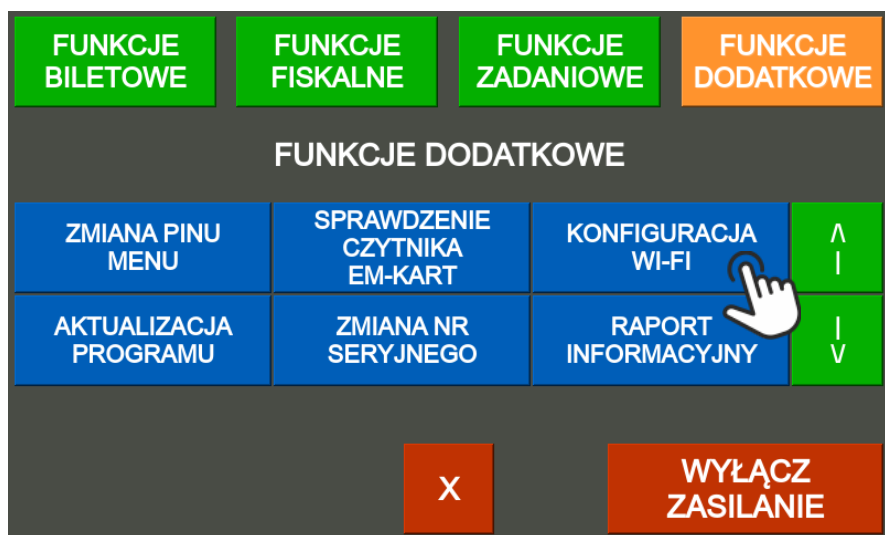 FUNKCJE
BILETOWE
FUNKCJE
FISKALNE
FUNKCJE
ZADANIOWE
FUNKCJE
DODATKOWE
FUNKCJE DODATKOWE
ZMIANA PINU
MENU
SPRAWDZENIE
CZYTNIKA
EM-KART
KONFIGURACJA
WI-FI
AKTUALIZACJA
PROGRAMU
ZMIANA NR
SERYJNEGO
RAPORT
INFORMACYJNY
X
WYŁĄCZ
ZASILANIE